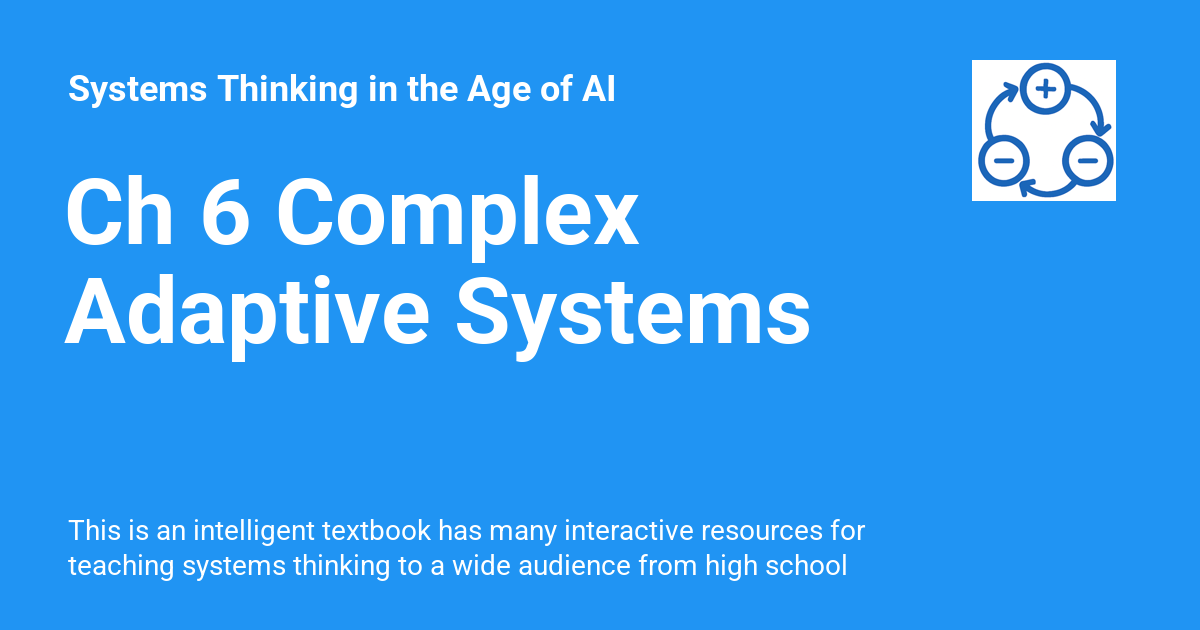 Systems Thinking in the Age of AI
Ch 6 Complex
Adaptive Systems
This is an intelligent textbook has many interactive resources for
teaching systems thinking to a wide audience from high school